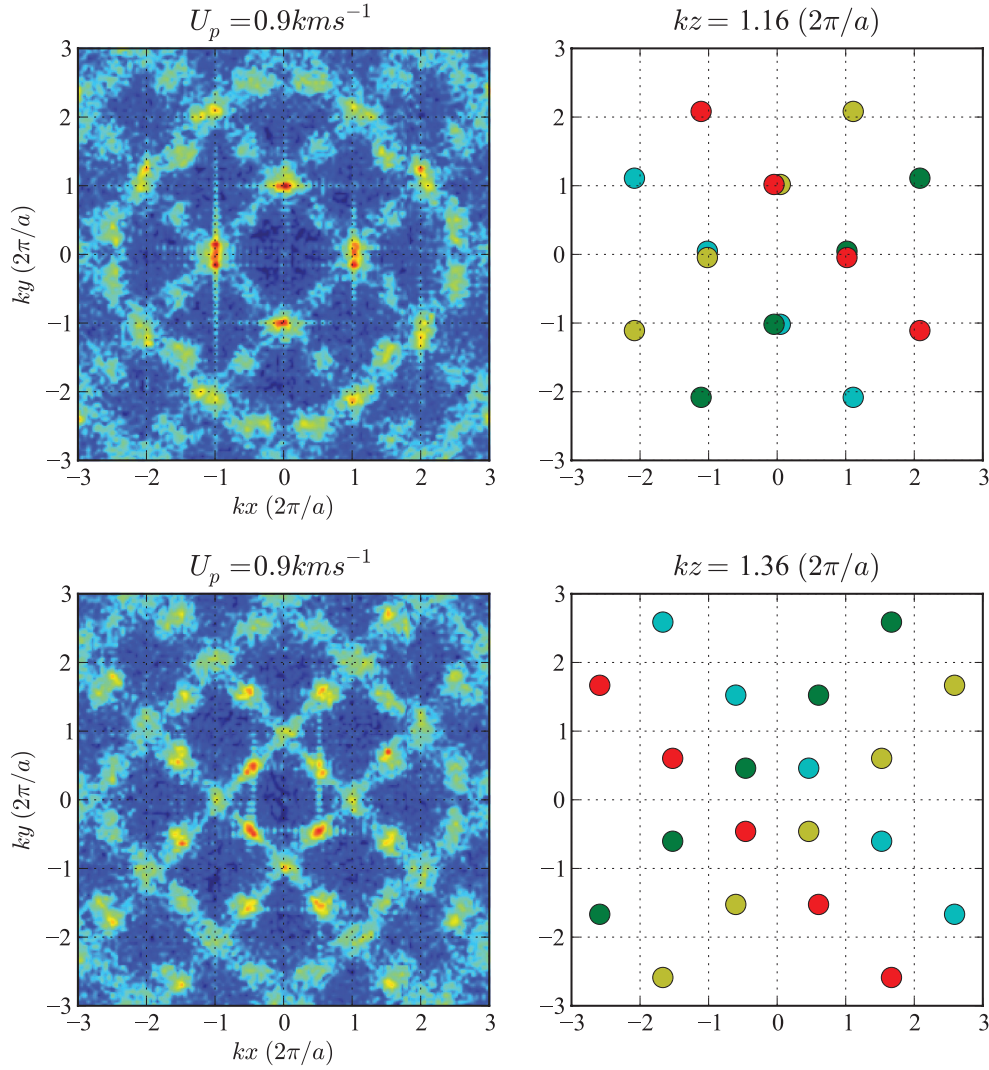 U_p = 0.9kms^{-1}
kz = 1.16 (2π/a)
3
2
1
0
−1
−2
−3
ky (2π/a)
−3 −2 −1 0 1 2 3
kx (2π/a)
3
2
1
0
−1
−2
−3
−3 −2 −1 0 1 2 3
U_p = 0.9kms^{-1}
kz = 1.36 (2π/a)
3
2
1
0
−1
−2
−3
ky (2π/a)
−3 −2 −1 0 1 2 3
kx (2π/a)
3
2
1
0
−1
−2
−3
−3 −2 −1 0 1 2 3